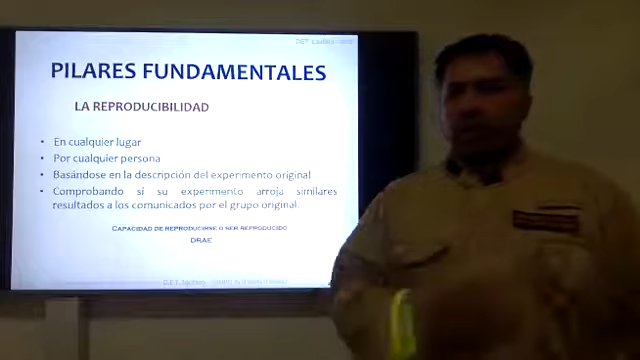 PILARES FUNDAMENTALES
LA REPRODUCIBILIDAD
• En cualquier lugar
• Por cualquier persona
• Basándose en la descripción del experimento original
• Comprobando si su experimento arroja similares
resultados a los comunicados por el grupo original.
CAPACIDAD DE REPRODUCIRSE O SER REPRODUCIDO
DRAE